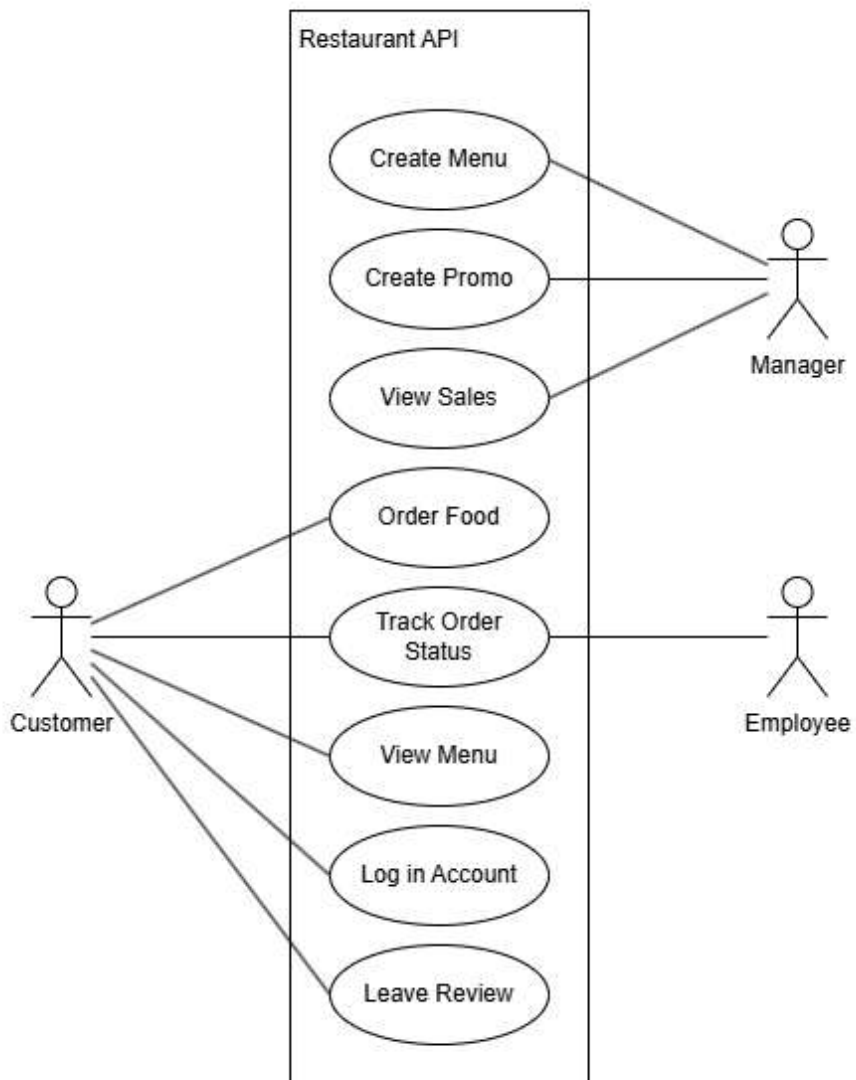 Restaurant API
Create Menu
Create Promo
View Sales
Manager
Order Food
Track Order
Status
Customer
Employee
View Menu
Log in Account
Leave Review